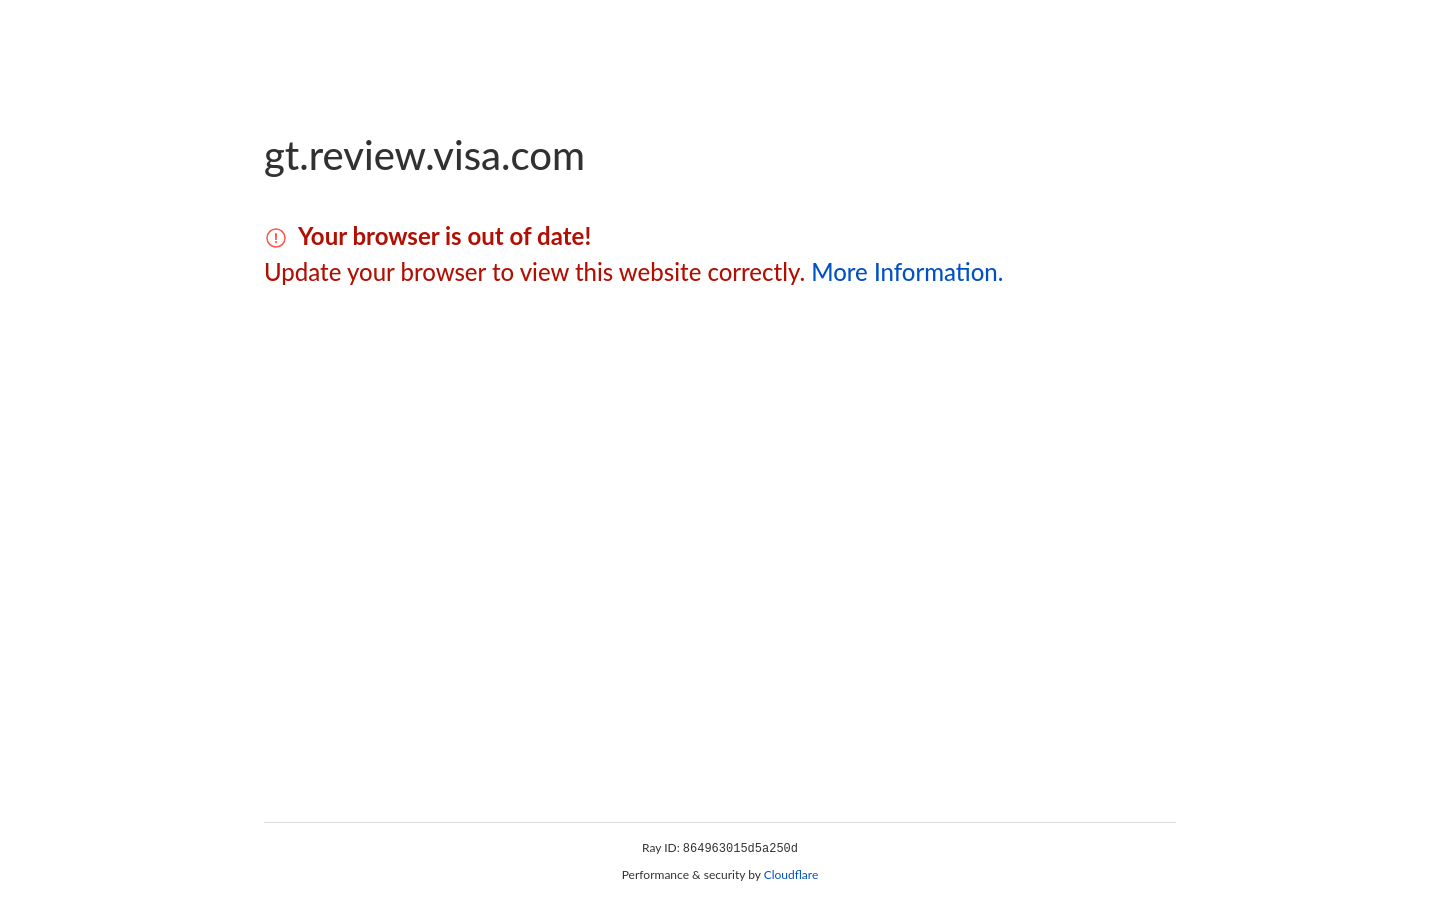 gt.review.visa.com
Your browser is out of date!
Update your browser to view this website correctly. More Information.
Ray ID: 864963015d5a250d
Performance & security by Cloudflare